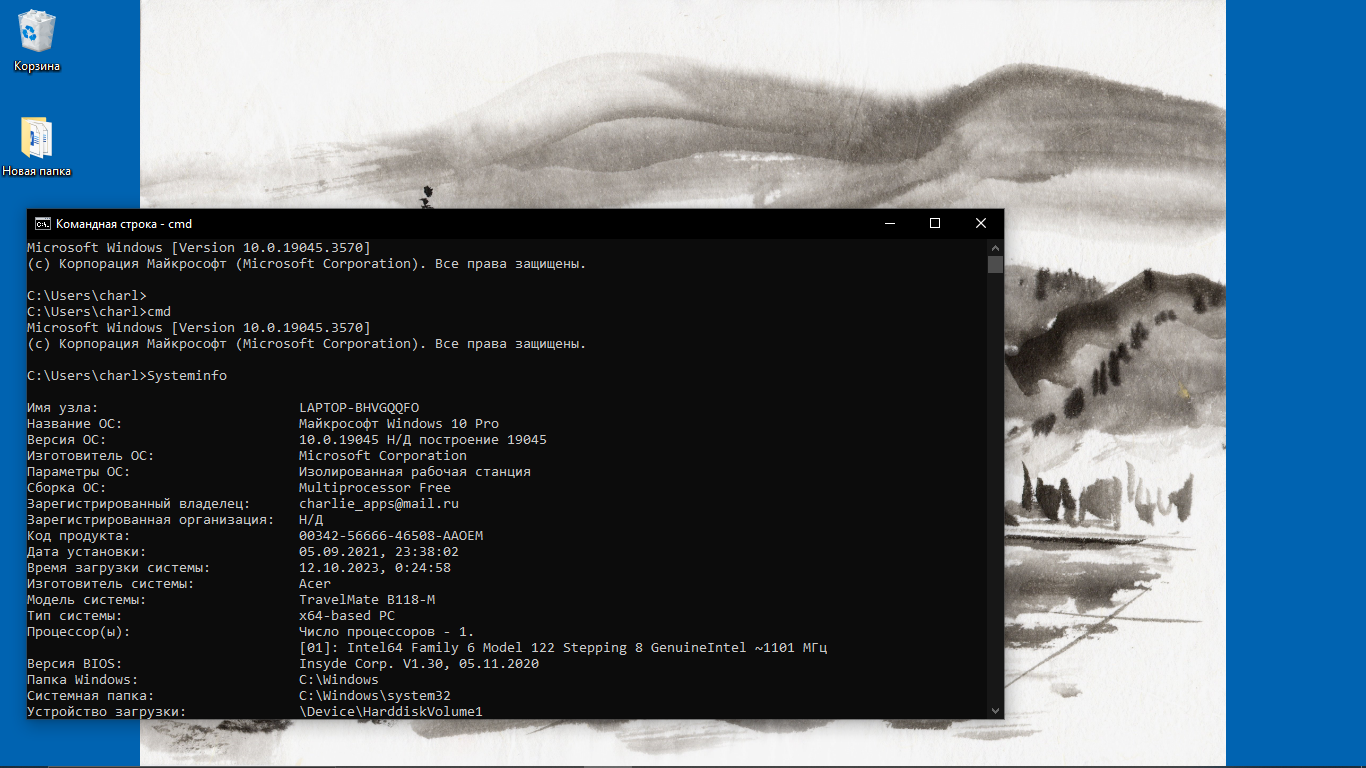 Корзина
Новая папка
Командная строка - cmd
Microsoft Windows [Version 10.0.19045.3570]
(c) Корпорация Майкрософт (Microsoft Corporation). Все права защищены.
C:\Users\charl>
C:\Users\charl>cmd
Microsoft Windows [Version 10.0.19045.3570]
(c) Корпорация Майкрософт (Microsoft Corporation). Все права защищены.
C:\Users\charl>Systeminfo
Имя узла: LAPTOP-BHVGQQFO
Название ОС: Майкрософт Windows 10 Pro
Версия ОС: 10.0.19045 Н/Д построение 19045
Изготовитель ОС: Microsoft Corporation
Параметры ОС: Изолированная рабочая станция
Сборка ОС: Multiprocessor Free
Зарегистрированный владелец: charlie_apps@mail.ru
Зарегистрированная организация: Н/Д
Код продукта: 00342-56666-46508-AAOEM
Дата установки: 05.09.2021, 23:38:02
Время загрузки системы: 12.10.2023, 0:24:58
Изготовитель системы: Acer
Модель системы: TravelMate B118-M
Тип системы: x64-based PC
Процессор(ы): Число процессоров - 1.
[01]: Intel64 Family 6 Model 122 Stepping 8 GenuineIntel ~1101 МГц
Версия BIOS: Insyde Corp. V1.30, 05.11.2020
Папка Windows: C:\Windows
Системная папка: C:\Windows\system32
Устройство загрузки: \Device\HarddiskVolume1